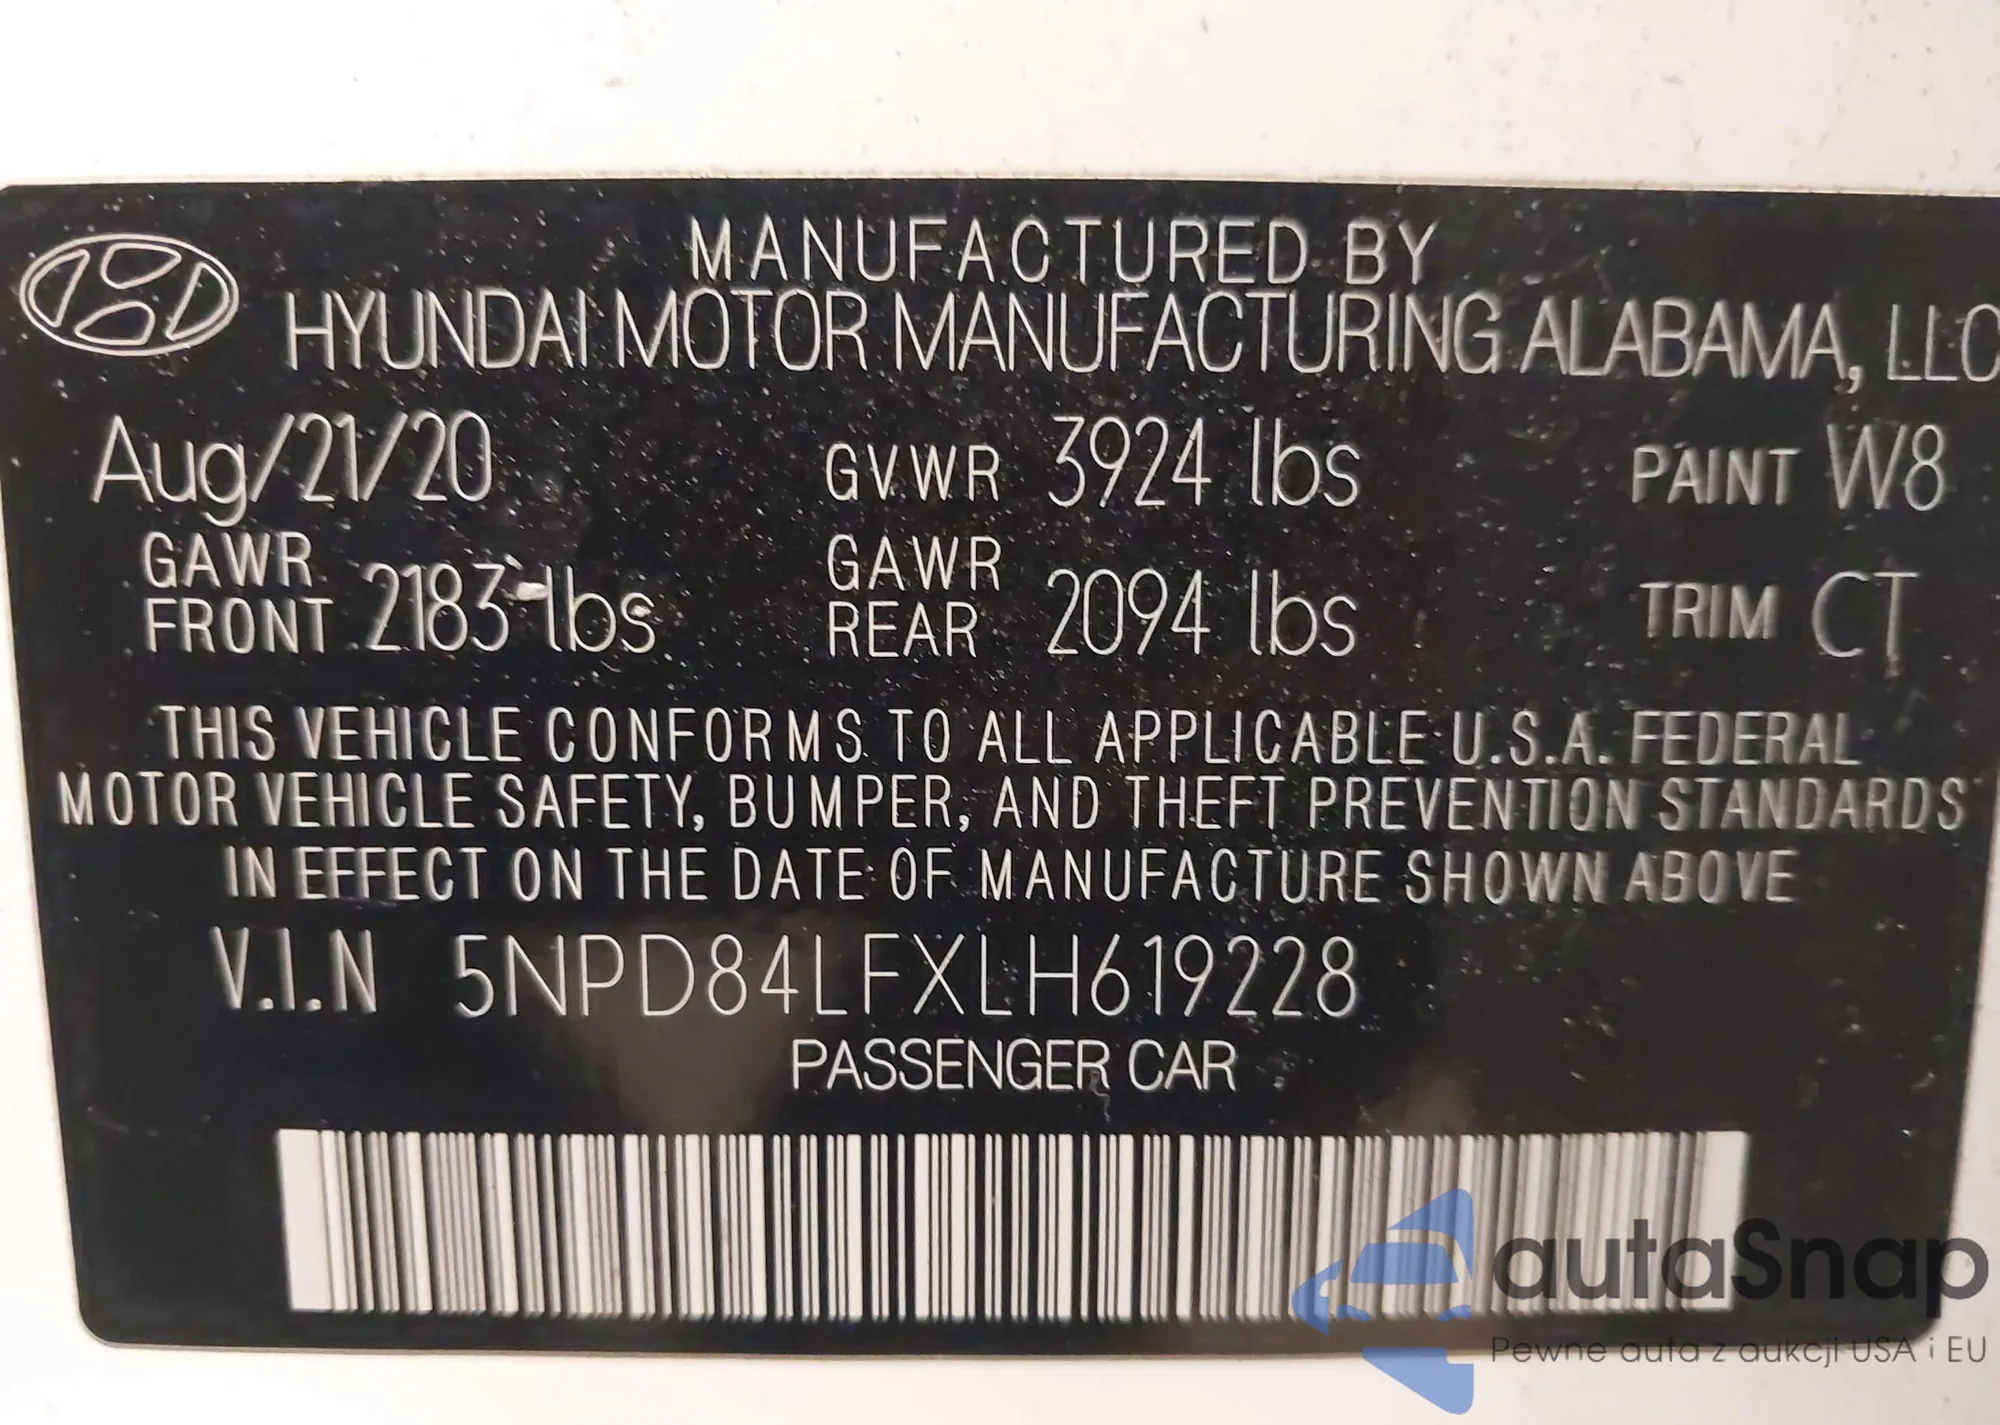 MANUFACTURED BY
HYUNDAI MOTOR MANUFACTURING ALABAMA, LLC
Aug/21/20 GVWR 3924 lbs PAINT W8
GAWR FRONT 2183 lbs GAWR REAR 2094 lbs TRIM CT
THIS VEHICLE CONFORMS TO ALL APPLICABLE U.S.A. FEDERAL
MOTOR VEHICLE SAFETY, BUMPER, AND THEFT PREVENTION STANDARDS
IN EFFECT ON THE DATE OF MANUFACTURE SHOWN ABOVE
V.I.N 5NPD84LFXLH619228
PASSENGER CAR
autaSnap
Pewne auta z aukcji USA i EU